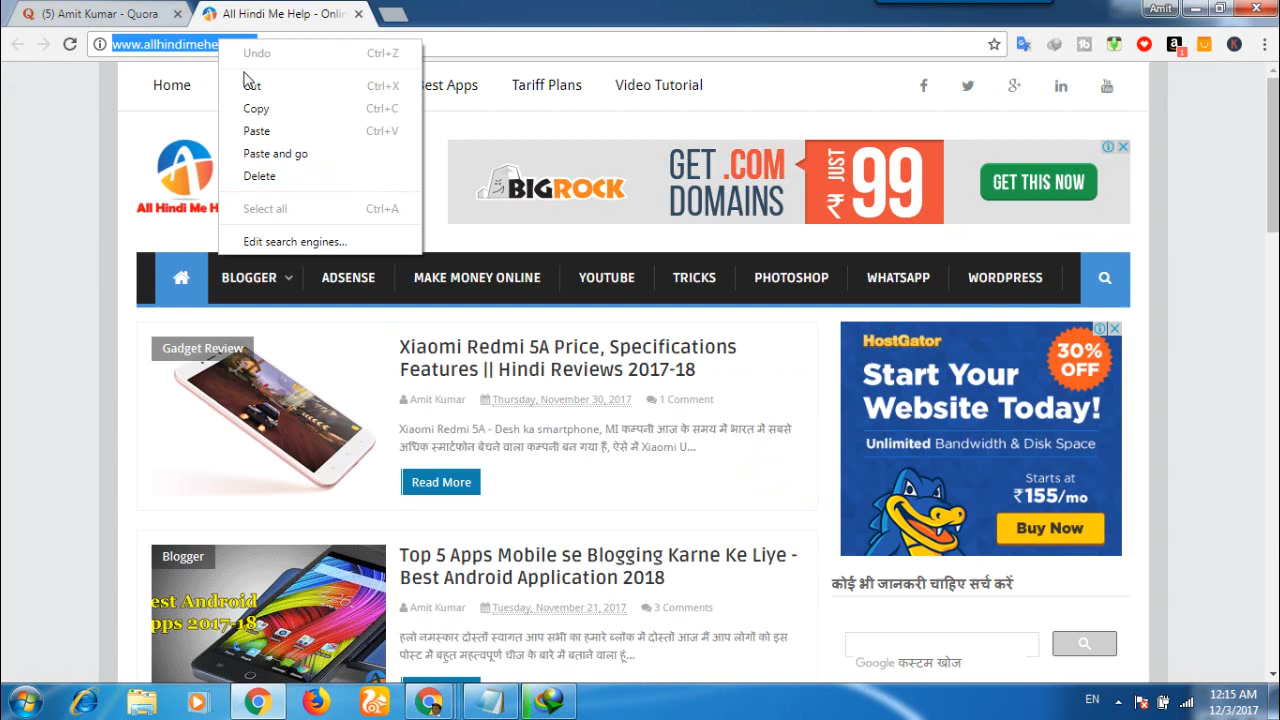 (5) Amit Kumar - Quora
All Hindi Me Help - Onlin
Amit
www.allhindimehe
1
Undo Ctrl+Z
Cut Ctrl+X
Copy Ctrl+C
Paste Ctrl+V
Paste and go
Delete
Select all Ctrl+A
Edit search engines...
Home
Best Apps
Tariff Plans
Video Tutorial
All Hindi Me H
BIGROCK
GET .COM
DOMAINS
JUST
₹ 99
GET THIS NOW
BLOGGER
ADSENSE
MAKE MONEY ONLINE
YOUTUBE
TRICKS
PHOTOSHOP
WHATSAPP
WORDPRESS
Gadget Review
Xiaomi Redmi 5A Price, Specifications
Features || Hindi Reviews 2017-18
Amit Kumar Thursday, November 30, 2017 1 Comment
Xiaomi Redmi 5A - Desh ka smartphone, MI कम्पनी आज के समय में भारत में सबसे
अधिक स्मार्टफोन बेचने वाला कम्पनी बन गया हैं, ऐसे में Xiaomi U...
Read More
Blogger
est Android
pps 2017-18
Top 5 Apps Mobile se Blogging Karne Ke Liye -
Best Android Application 2018
Amit Kumar Tuesday, November 21, 2017 3 Comments
हलो नमस्कार दोस्तों स्वागत आप सभी का हमारे ब्लॉग में दोस्तों आज मैं आप लोगों को इस
पोस्ट में बहुत महत्वपूर्ण चीज के बारे में बताने वाला हूँ...
HostGator
30%
OFF
Start Your
Website Today!
Unlimited Bandwidth & Disk Space
Starts at
₹155/mo
Buy Now
कोई भी जानकारी चाहिए सर्च करें
Google कस्टम खोज
EN
12:15 AM
12/3/2017